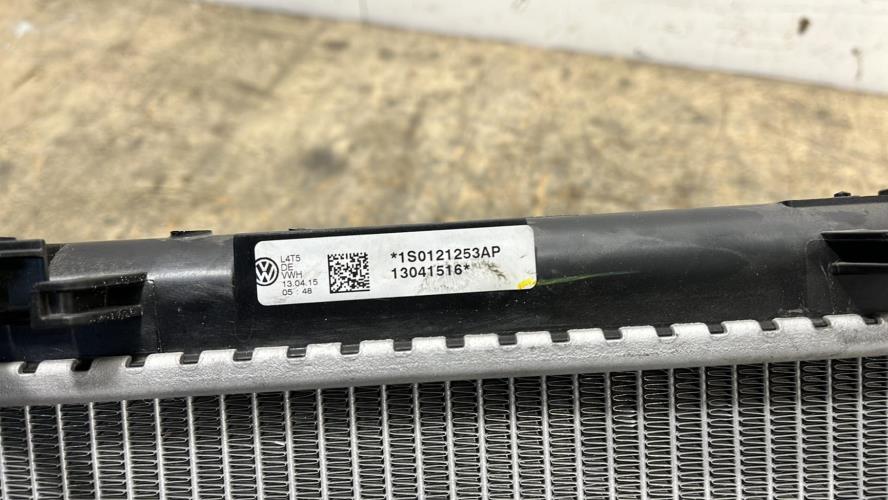 L4T5
DE
VWH
13.04.15
05 : 48
*1S0121253AP
13041516*